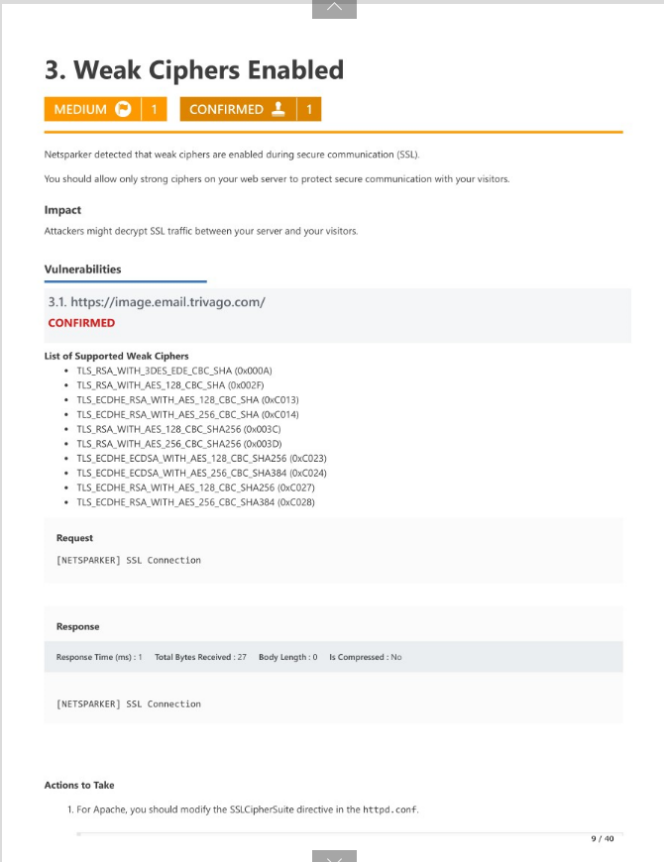 3. Weak Ciphers Enabled
MEDIUM 1 CONFIRMED 1
Netsparker detected that weak ciphers are enabled during secure communication (SSL).
You should allow only strong ciphers on your web server to protect secure communication with your visitors.
Impact
Attackers might decrypt SSL traffic between your server and your visitors.
Vulnerabilities
3.1. https://image.email.trivago.com/
CONFIRMED
List of Supported Weak Ciphers
• TLS_RSA_WITH_3DES_EDE_CBC_SHA (0x000A)
• TLS_RSA_WITH_AES_128_CBC_SHA (0x002F)
• TLS_ECDHE_RSA_WITH_AES_128_CBC_SHA (0xC013)
• TLS_ECDHE_RSA_WITH_AES_256_CBC_SHA (0xC014)
• TLS_RSA_WITH_AES_128_CBC_SHA256 (0x003C)
• TLS_RSA_WITH_AES_256_CBC_SHA256 (0x003D)
• TLS_ECDHE_ECDSA_WITH_AES_128_CBC_SHA256 (0xC023)
• TLS_ECDHE_ECDSA_WITH_AES_256_CBC_SHA384 (0xC024)
• TLS_ECDHE_RSA_WITH_AES_128_CBC_SHA256 (0xC027)
• TLS_ECDHE_RSA_WITH_AES_256_CBC_SHA384 (0xC028)
Request
[NETSPARKER] SSL Connection
Response
Response Time (ms) : 1 Total Bytes Received : 27 Body Length : 0 Is Compressed : No
[NETSPARKER] SSL Connection
Actions to Take
1. For Apache, you should modify the SSLCipherSuite directive in the httpd.conf.
9 / 40